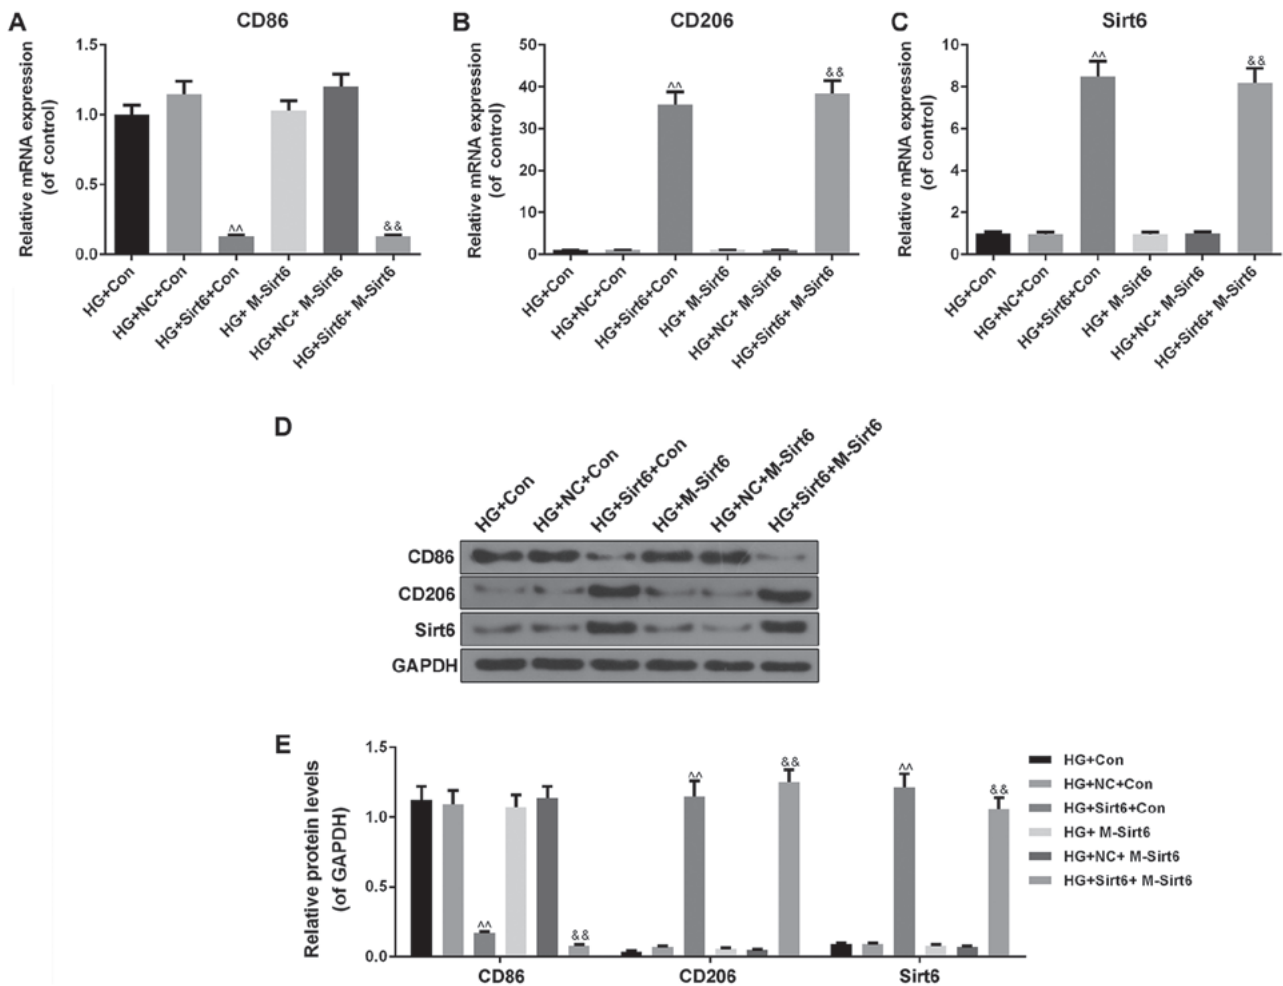 A
CD86
Relative mRNA expression
(of control)
1.5
1.0
0.5
0.0
^^
&&
HG+Con
HG+NC+Con
HG+Sirt6+Con
HG+ M-Sirt6
HG+NC+ M-Sirt6
HG+Sirt6+ M-Sirt6
B
CD206
Relative mRNA expression
(of control)
50
40
30
20
10
0
^^
&&
HG+Con
HG+NC+Con
HG+Sirt6+Con
HG+ M-Sirt6
HG+NC+ M-Sirt6
HG+Sirt6+ M-Sirt6
C
Sirt6
Relative mRNA expression
(of control)
10
8
6
4
2
0
^^
&&
HG+Con
HG+NC+Con
HG+Sirt6+Con
HG+ M-Sirt6
HG+NC+ M-Sirt6
HG+Sirt6+ M-Sirt6
D
HG+Con
HG+NC+Con
HG+Sirt6+Con
HG+M-Sirt6
HG+NC+M-Sirt6
HG+Sirt6+M-Sirt6
CD86
CD206
Sirt6
GAPDH
E
Relative protein levels
(of GAPDH)
1.5
1.0
0.5
0.0
^^
&&
^^
&&
^^
&&
CD86
CD206
Sirt6
HG+Con
HG+NC+Con
HG+Sirt6+Con
HG+ M-Sirt6
HG+NC+ M-Sirt6
HG+Sirt6+ M-Sirt6